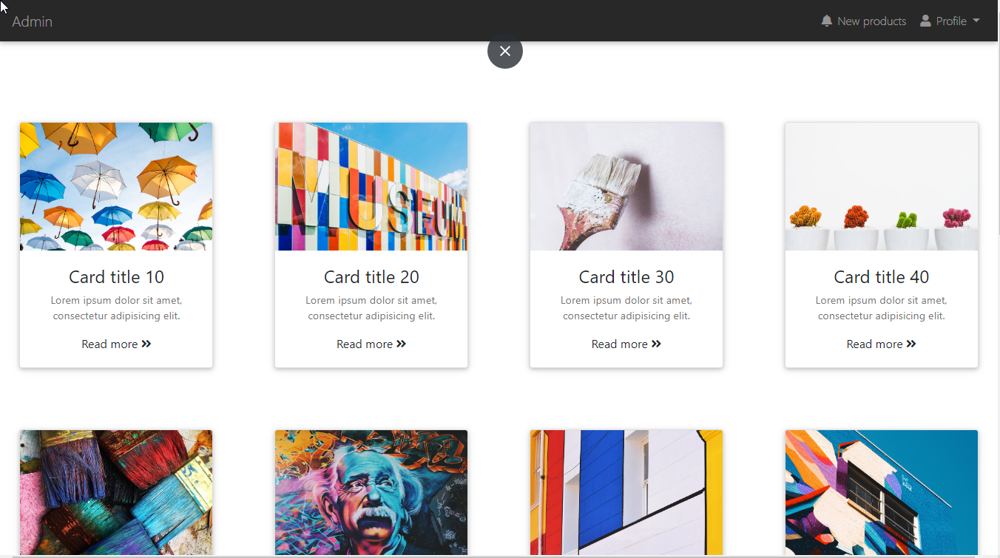 Admin
New products
Profile
MUSEUM
Card title 10
Lorem ipsum dolor sit amet,
consectetur adipisicing elit.
Read more
Card title 20
Lorem ipsum dolor sit amet,
consectetur adipisicing elit.
Read more
Card title 30
Lorem ipsum dolor sit amet,
consectetur adipisicing elit.
Read more
Card title 40
Lorem ipsum dolor sit amet,
consectetur adipisicing elit.
Read more